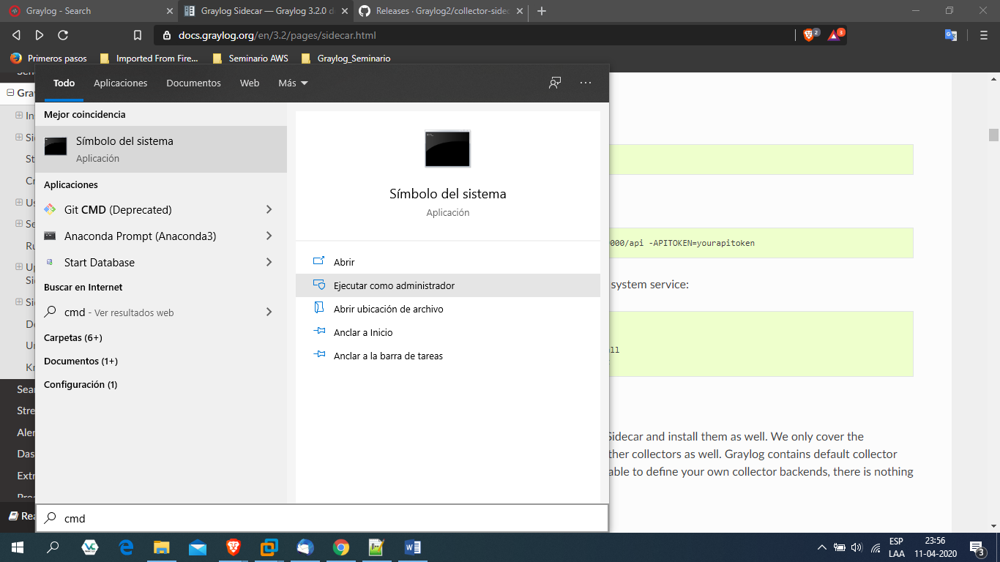 Graylog - Search
Graylog Sidecar — Graylog 3.2.0 d
Releases · Graylog2/collector-sidec
docs.graylog.org/en/3.2/pages/sidecar.html
2
3
Primeros pasos
Imported From Fire...
Seminario AWS
Graylog_Seminario
Todo
Aplicaciones
Documentos
Web
Más
Mejor coincidencia
Símbolo del sistema
Aplicación
Aplicaciones
Git CMD (Deprecated)
Anaconda Prompt (Anaconda3)
Start Database
Buscar en Internet
cmd - Ver resultados web
Carpetas (6+)
Documentos (1+)
Configuración (1)
Símbolo del sistema
Aplicación
Abrir
Ejecutar como administrador
Abrir ubicación de archivo
Anclar a Inicio
Anclar a la barra de tareas
cmd
Gra
In
Si
St
Cr
Us
Se
Ru
Up
Si
Si
De
Un
Kn
Sear
Stre
Aler
Das
Extr
Rea
000/api -APITOKEN=yourapitoken
system service:
Sidecar and install them as well. We only cover the
ther collectors as well. Graylog contains default collector
able to define your own collector backends, there is nothing
ESP
LAA
23:56
11-04-2020
3